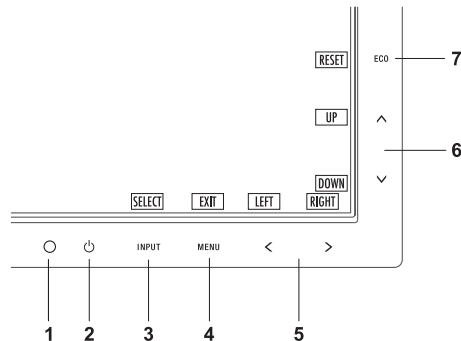 RESET ECO 7
UP
6
DOWN
SELECT EXIT LEFT RIGHT
INPUT MENU < >
1 2 3 4 5